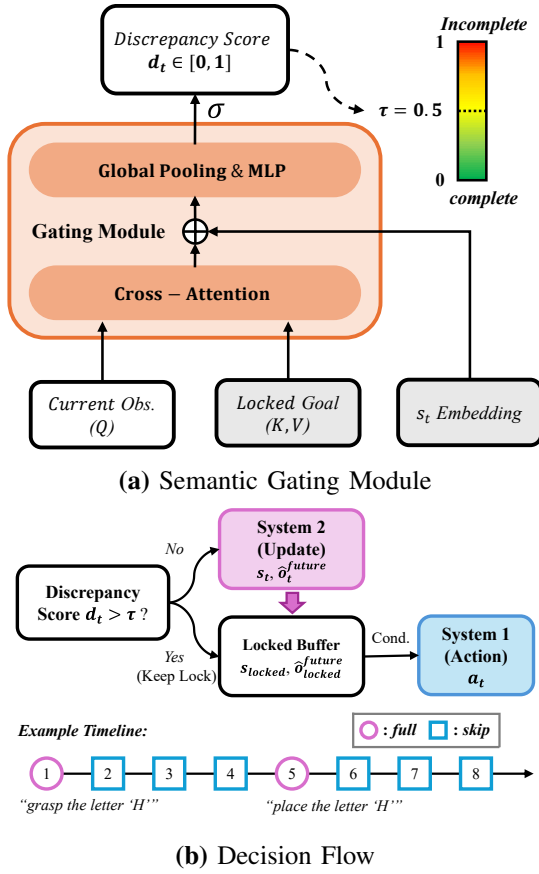 Discrepancy Score
d_t ∈ [0, 1]
Incomplete
1
τ = 0.5
0
complete
σ
Global Pooling & MLP
Gating Module
Cross − Attention
Current Obs.
(Q)
Locked Goal
(K, V)
s_t Embedding
(a) Semantic Gating Module
Discrepancy
Score d_t > τ ?
No
Yes
(Keep Lock)
System 2
(Update)
s_t, ô_t^future
Locked Buffer
s_locked, ô_locked^future
Cond.
System 1
(Action)
a_t
Example Timeline:
: full
: skip
1 2 3 4 5 6 7 8
“grasp the letter ‘H’” “place the letter ‘H’”
(b) Decision Flow